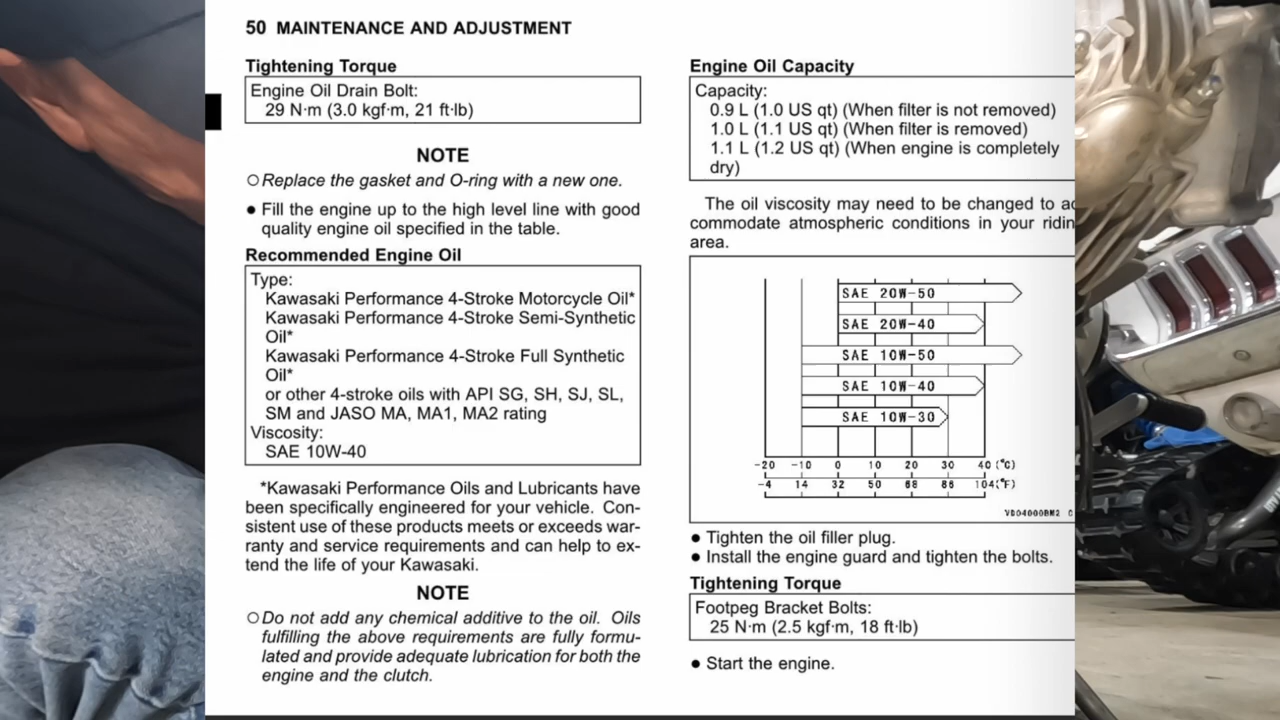 50 MAINTENANCE AND ADJUSTMENT
Tightening Torque
Engine Oil Drain Bolt:
29 N·m (3.0 kgf·m, 21 ft·lb)
NOTE
○ Replace the gasket and O-ring with a new one.
● Fill the engine up to the high level line with good
quality engine oil specified in the table.
Recommended Engine Oil
Type:
Kawasaki Performance 4-Stroke Motorcycle Oil*
Kawasaki Performance 4-Stroke Semi-Synthetic
Oil*
Kawasaki Performance 4-Stroke Full Synthetic
Oil*
or other 4-stroke oils with API SG, SH, SJ, SL,
SM and JASO MA, MA1, MA2 rating
Viscosity:
SAE 10W-40
*Kawasaki Performance Oils and Lubricants have
been specifically engineered for your vehicle. Con-
sistent use of these products meets or exceeds war-
ranty and service requirements and can help to ex-
tend the life of your Kawasaki.
NOTE
○ Do not add any chemical additive to the oil. Oils
fulfilling the above requirements are fully formu-
lated and provide adequate lubrication for both the
engine and the clutch.
Engine Oil Capacity
Capacity:
0.9 L (1.0 US qt) (When filter is not removed)
1.0 L (1.1 US qt) (When filter is removed)
1.1 L (1.2 US qt) (When engine is completely
dry)
The oil viscosity may need to be changed to ac
commodate atmospheric conditions in your ridin
area.
SAE 20W-50
SAE 20W-40
SAE 10W-50
SAE 10W-40
SAE 10W-30
-20 -10 0 10 20 30 40 (°C)
-4 14 32 50 68 86 104 (°F)
● Tighten the oil filler plug.
● Install the engine guard and tighten the bolts.
Tightening Torque
Footpeg Bracket Bolts:
25 N·m (2.5 kgf·m, 18 ft·lb)
● Start the engine.